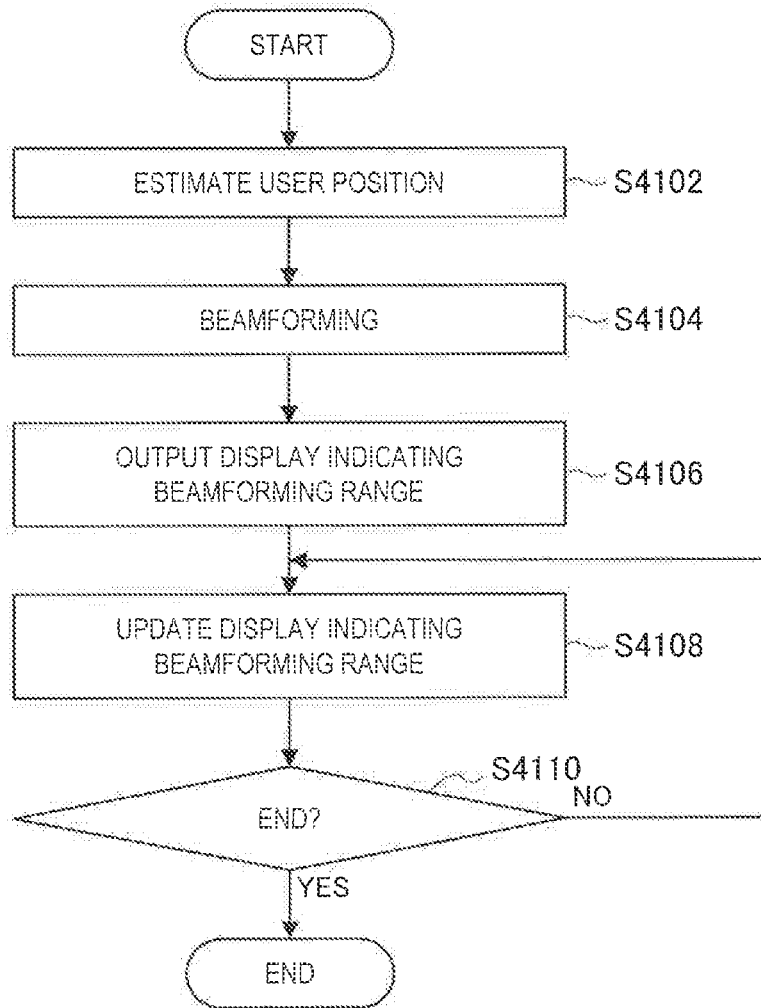 START
ESTIMATE USER POSITION
S4102
BEAMFORMING
S4104
OUTPUT DISPLAY INDICATING
BEAMFORMING RANGE
S4106
UPDATE DISPLAY INDICATING
BEAMFORMING RANGE
S4108
S4110
END?
NO
YES
END